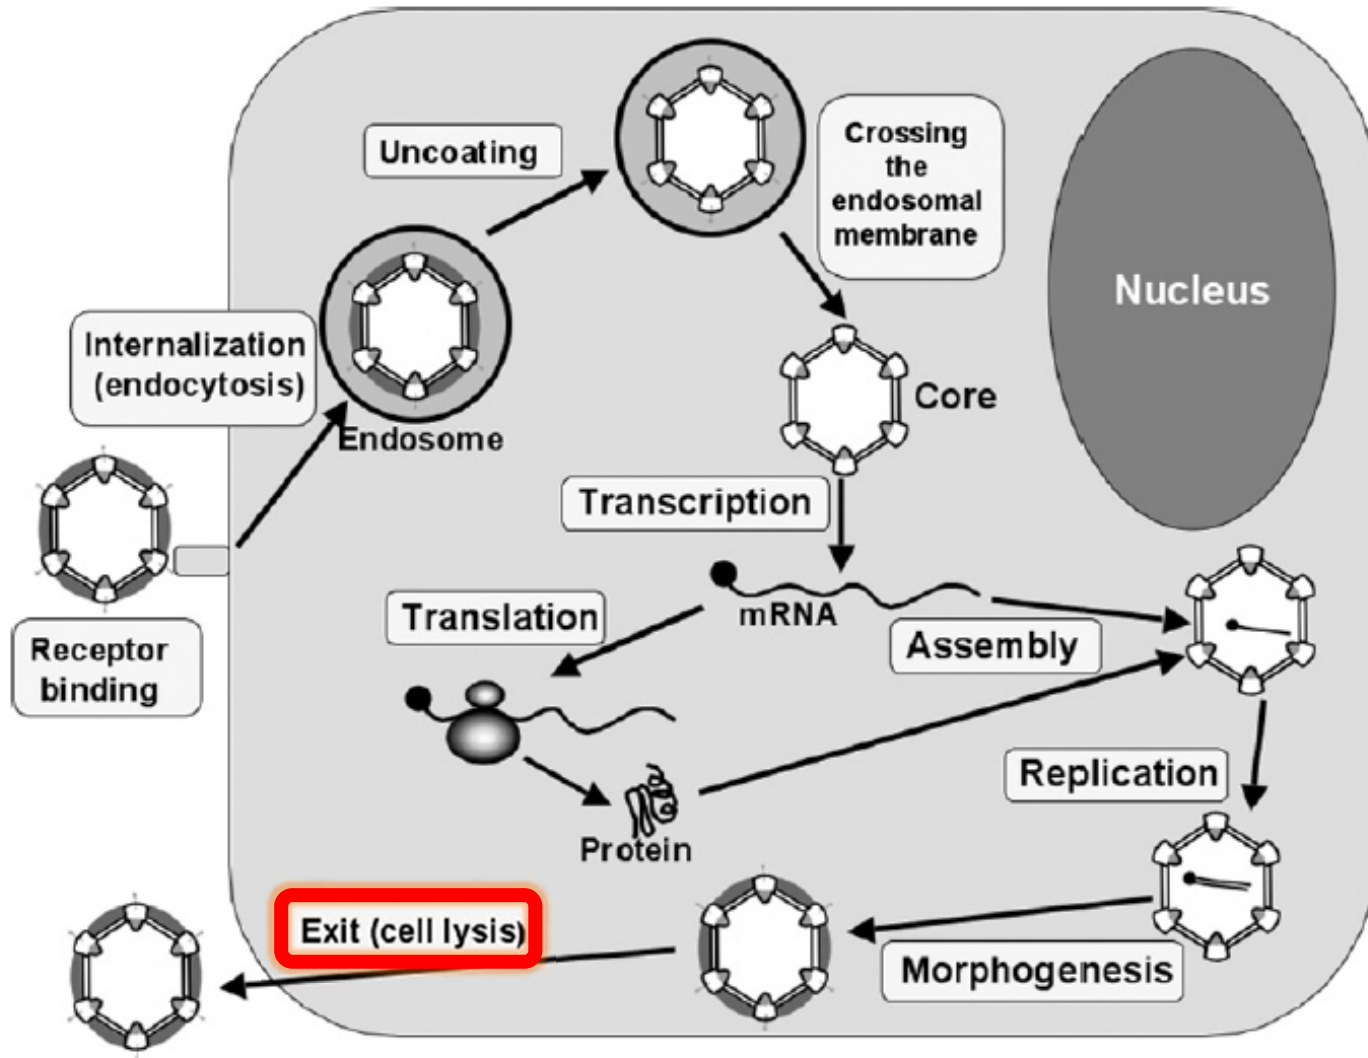 Uncoating
Crossing
the
endosomal
membrane
Nucleus
Internalization
(endocytosis)
Endosome
Core
Transcription
mRNA
Translation
Assembly
Receptor
binding
Replication
Protein
Exit (cell lysis)
Morphogenesis